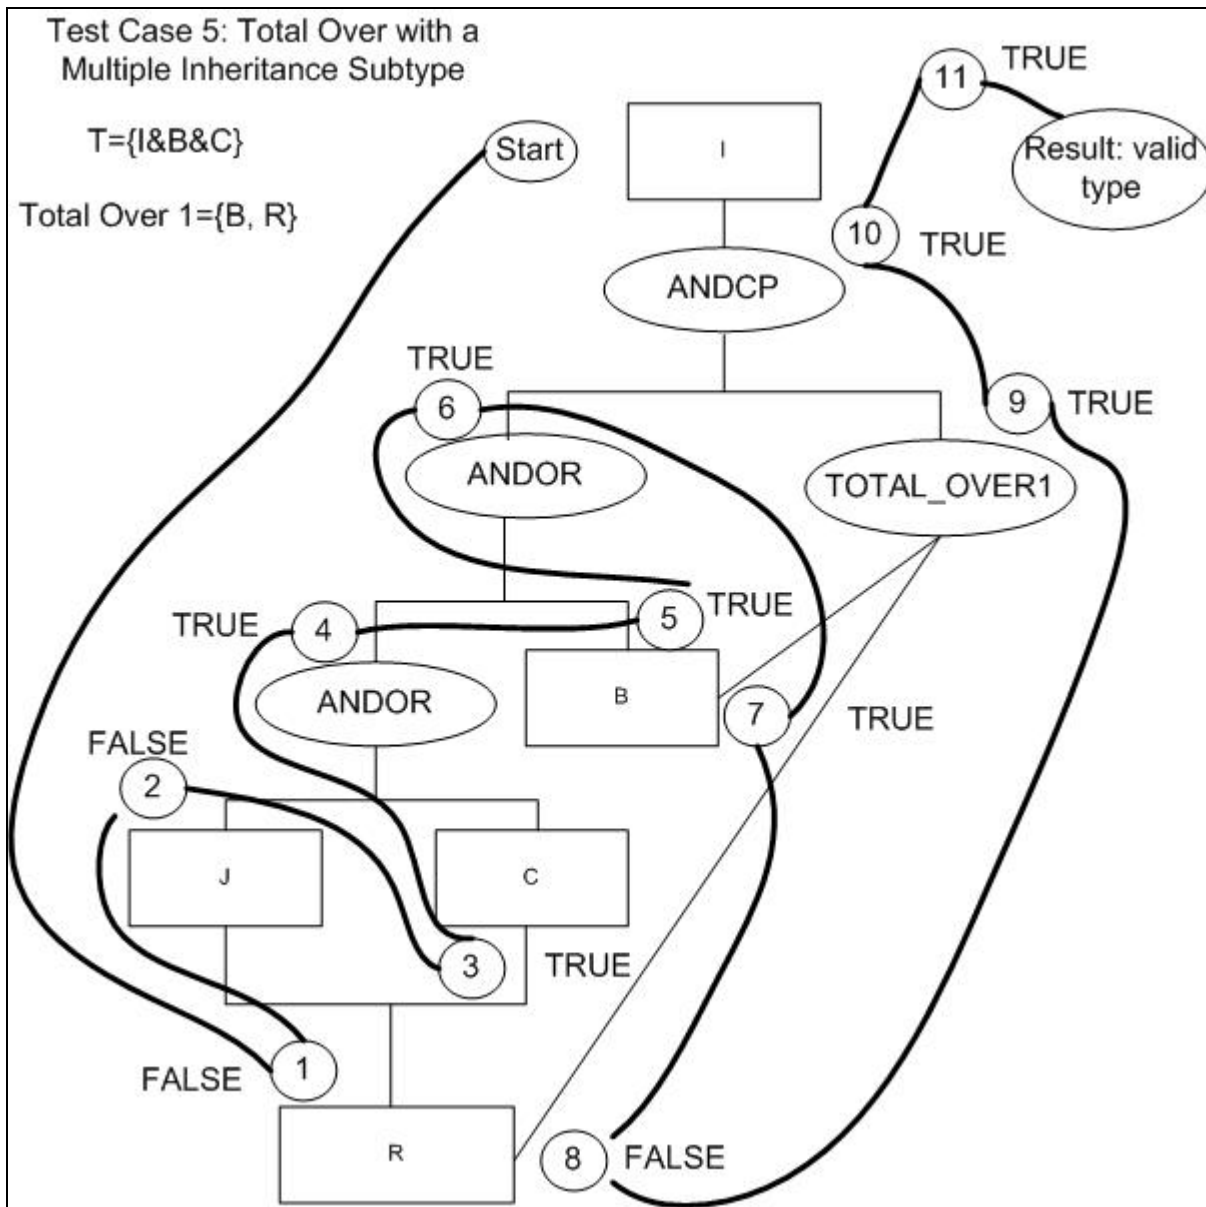 Test Case 5: Total Over with a
Multiple Inheritance Subtype
T={I&B&C}
Total Over 1={B, R}
Start
I
11
TRUE
Result: valid
type
10
TRUE
ANDCP
TRUE
6
9
TRUE
ANDOR
TOTAL_OVER1
TRUE
4
5
TRUE
ANDOR
B
7
TRUE
FALSE
2
J
C
3
TRUE
1
FALSE
R
8
FALSE